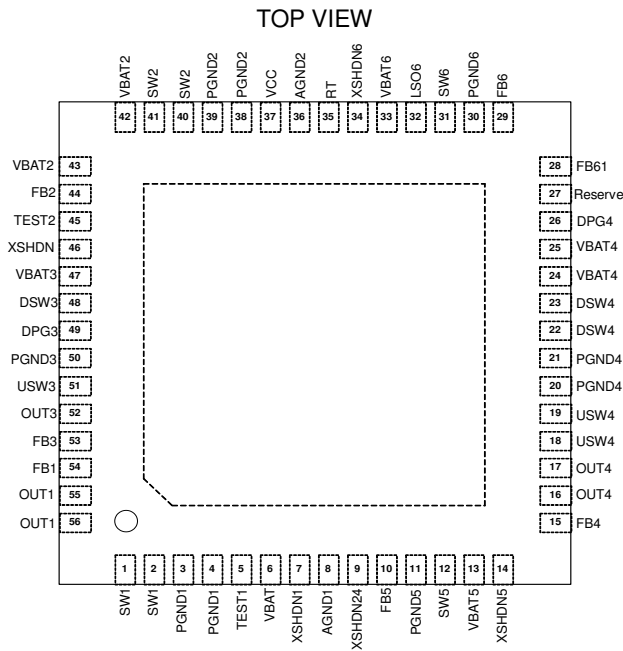 TOP VIEW
VBAT2 SW2 SW2 PGND2 PGND2 VCC AGND2 RT XSHDN6 VBAT6 LSO6 SW6 PGND6 FB6
42 41 40 39 38 37 36 35 34 33 32 31 30 29
VBAT2 43
FB2 44
TEST2 45
XSHDN 46
VBAT3 47
DSW3 48
DPG3 49
PGND3 50
USW3 51
OUT3 52
FB3 53
FB1 54
OUT1 55
OUT1 56
28 FB61
27 Reserve
26 DPG4
25 VBAT4
24 VBAT4
23 DSW4
22 DSW4
21 PGND4
20 PGND4
19 USW4
18 USW4
17 OUT4
16 OUT4
15 FB4
1 2 3 4 5 6 7 8 9 10 11 12 13 14
SW1 SW1 PGND1 PGND1 TEST1 VBAT XSHDN1 AGND1 XSHDN24 FB5 PGND5 SW5 VBAT5 XSHDN5